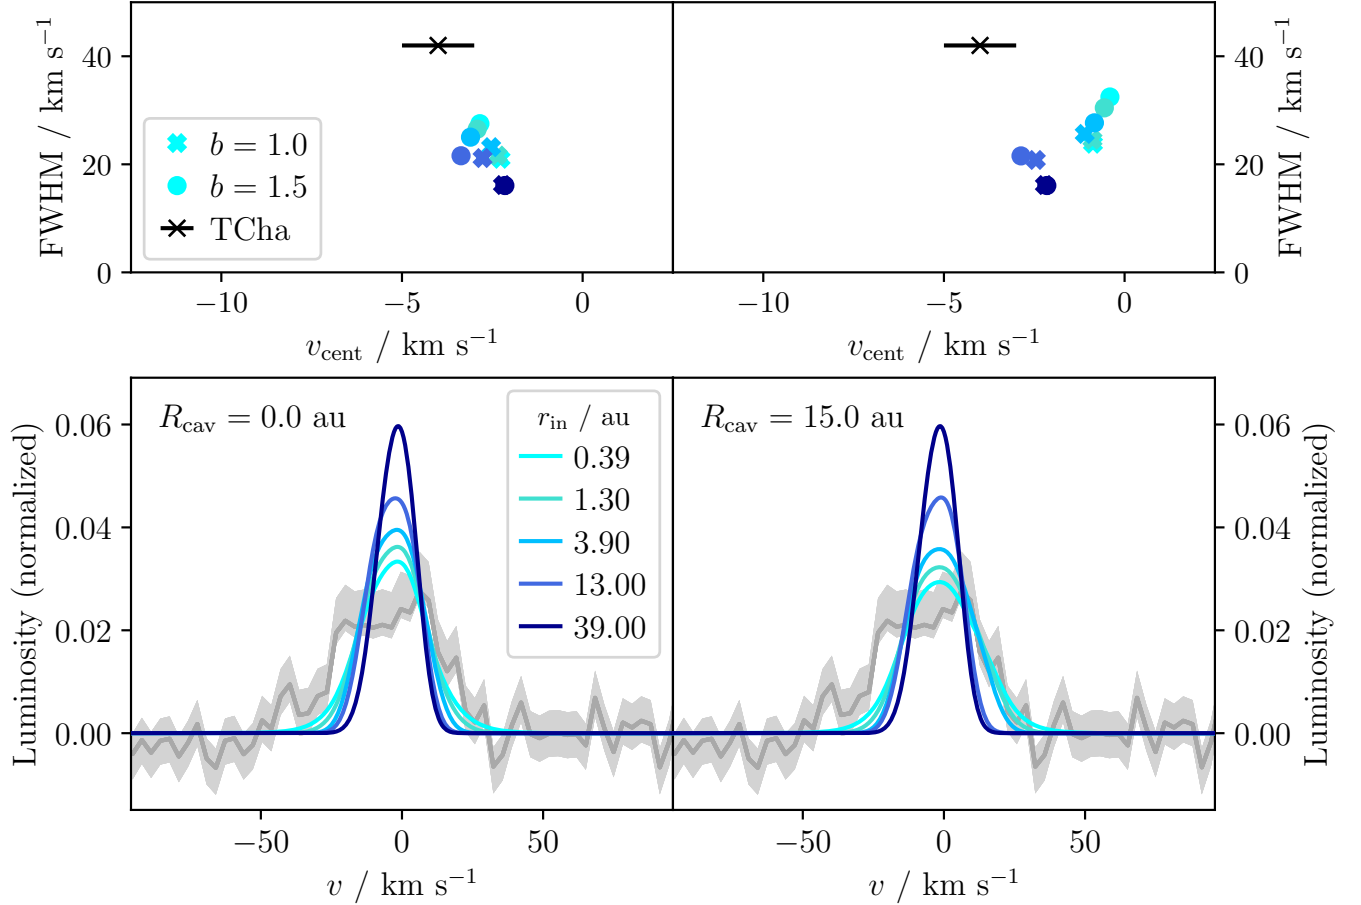 FWHM / km s⁻¹
40
20
0
b = 1.0
b = 1.5
TCha
−10
−5
0
v_cent / km s⁻¹
40
20
0
FWHM / km s⁻¹
−10
−5
0
v_cent / km s⁻¹
Luminosity (normalized)
0.06
0.04
0.02
0.00
R_cav = 0.0 au
r_in / au
0.39
1.30
3.90
13.00
39.00
−50
0
50
v / km s⁻¹
R_cav = 15.0 au
0.06
0.04
0.02
0.00
Luminosity (normalized)
−50
0
50
v / km s⁻¹